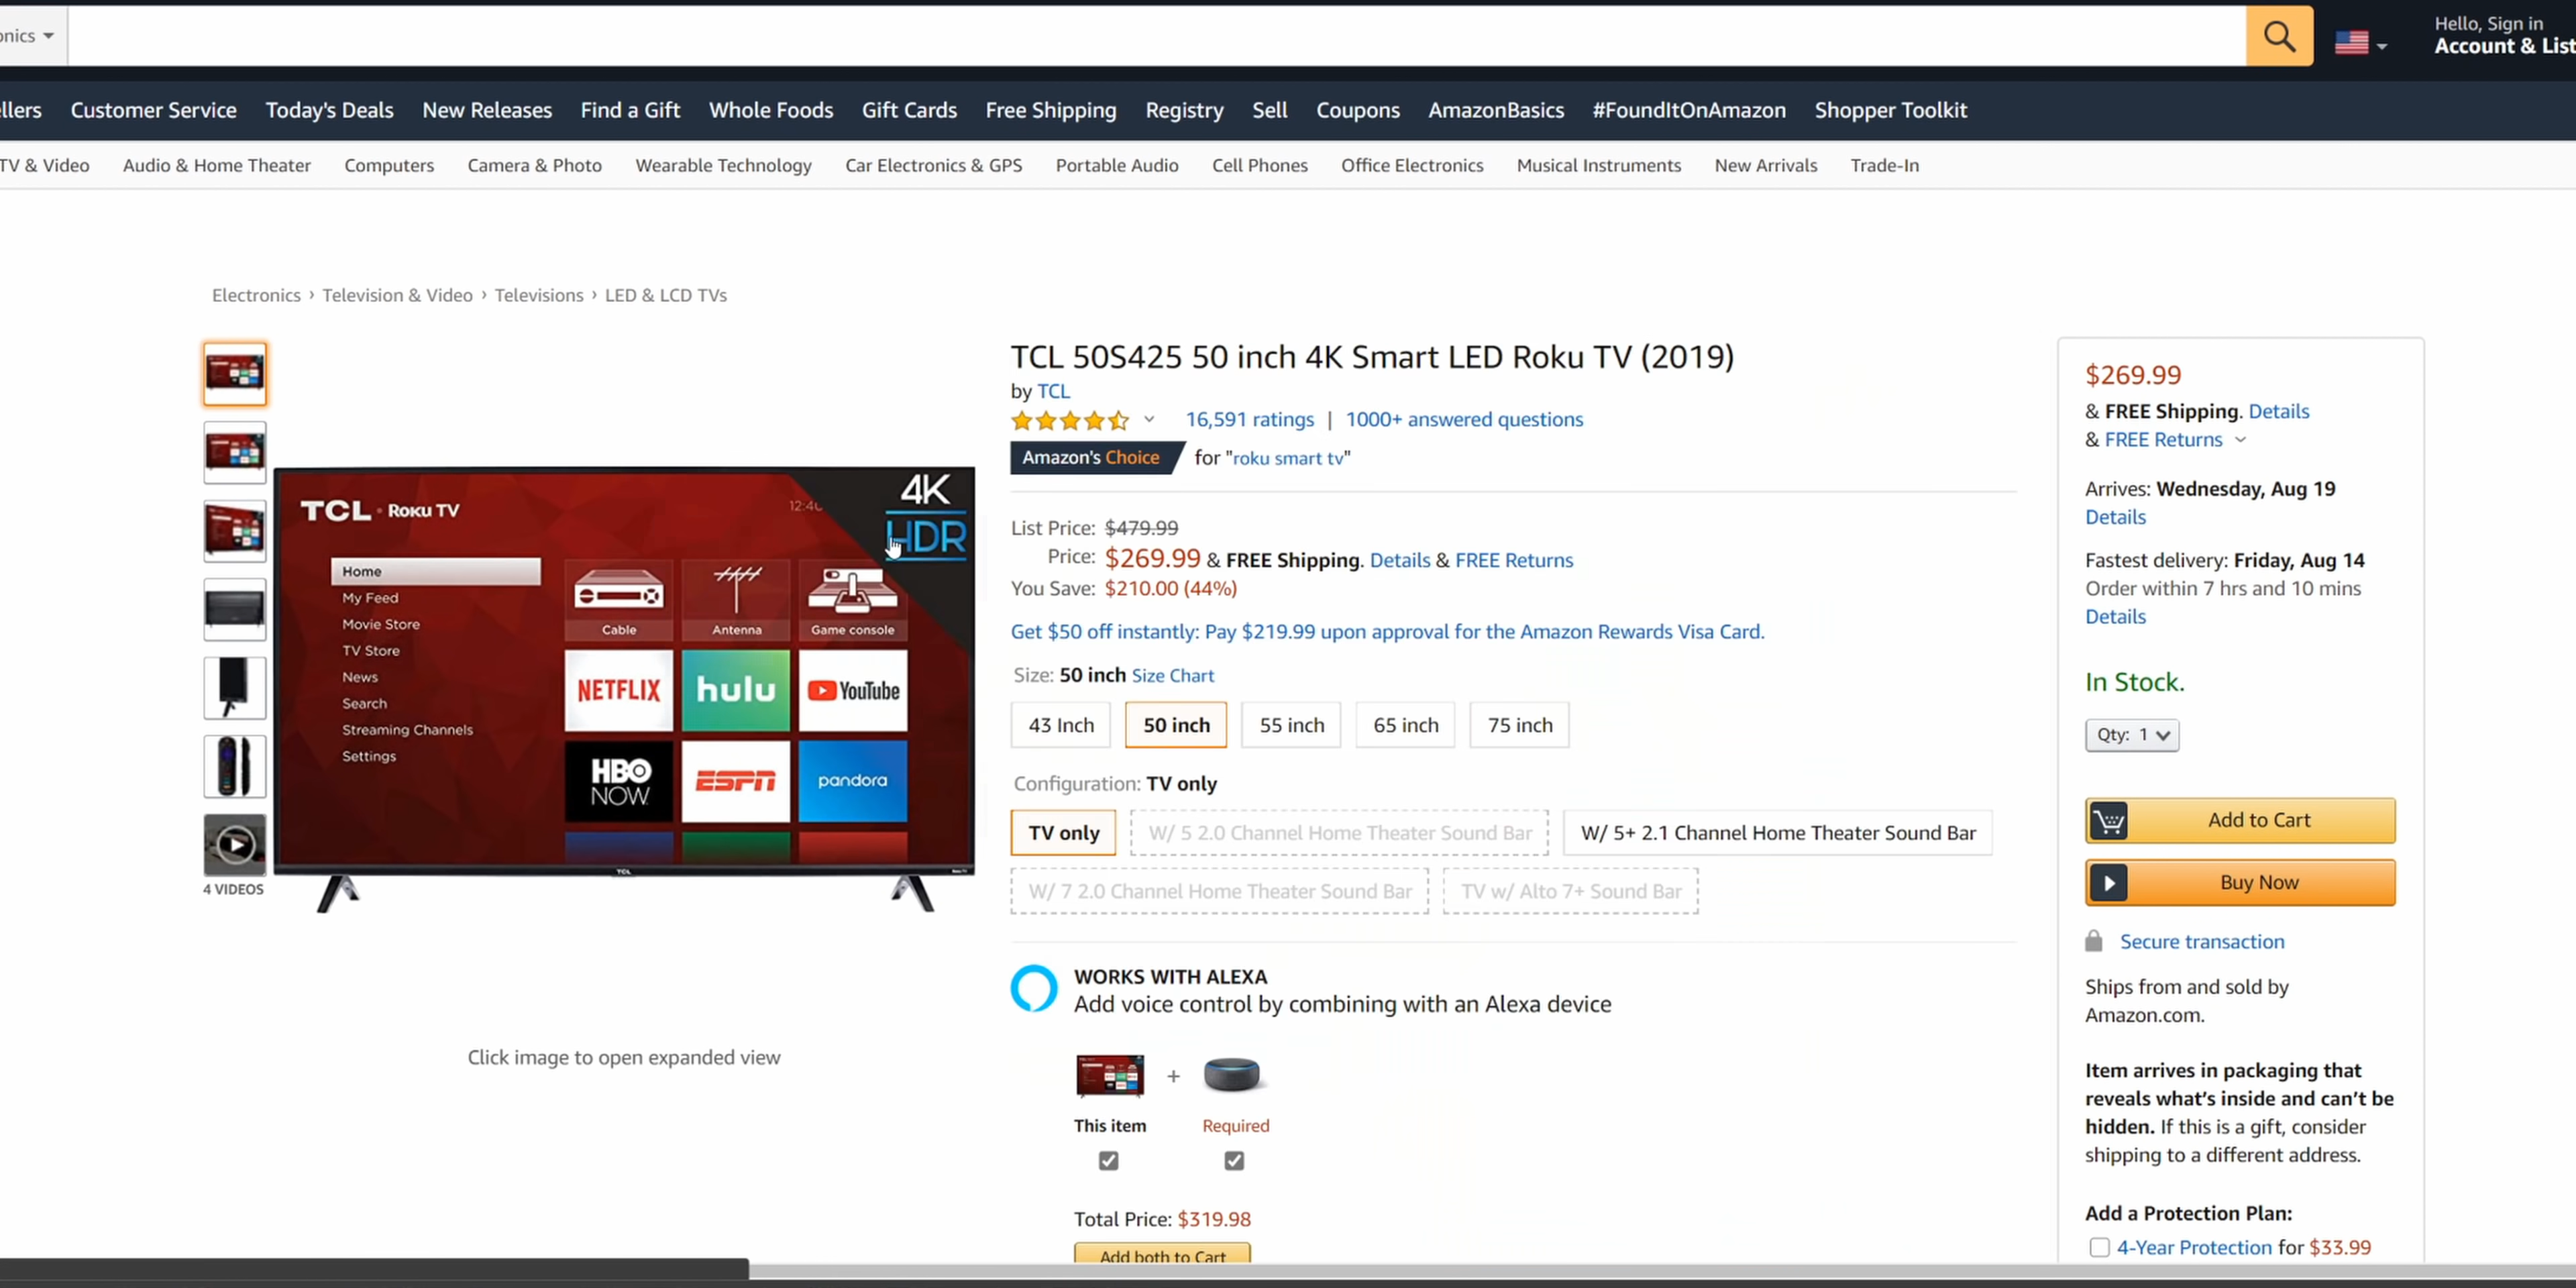 onics
Hello, Sign in
Account & List
llers Customer Service Today's Deals New Releases Find a Gift Whole Foods Gift Cards Free Shipping Registry Sell Coupons AmazonBasics #FoundItOnAmazon Shopper Toolkit
TV & Video Audio & Home Theater Computers Camera & Photo Wearable Technology Car Electronics & GPS Portable Audio Cell Phones Office Electronics Musical Instruments New Arrivals Trade-In
Electronics › Television & Video › Televisions › LED & LCD TVs
4 VIDEOS
TCL · Roku TV
12:40
4K
HDR
Home
My Feed
Movie Store
TV Store
News
Search
Streaming Channels
Settings
Cable Antenna Game console
NETFLIX hulu YouTube
HBO NOW. ESPN pandora
TCL
Click image to open expanded view
TCL 50S425 50 inch 4K Smart LED Roku TV (2019)
by TCL
16,591 ratings | 1000+ answered questions
Amazon's Choice for "roku smart tv"
List Price: $479.99
Price: $269.99 & FREE Shipping. Details & FREE Returns
You Save: $210.00 (44%)
Get $50 off instantly: Pay $219.99 upon approval for the Amazon Rewards Visa Card.
Size: 50 inch Size Chart
43 Inch 50 inch 55 inch 65 inch 75 inch
Configuration: TV only
TV only W/ 5 2.0 Channel Home Theater Sound Bar W/ 5+ 2.1 Channel Home Theater Sound Bar
W/ 7 2.0 Channel Home Theater Sound Bar TV w/ Alto 7+ Sound Bar
WORKS WITH ALEXA
Add voice control by combining with an Alexa device
+
This item Required
Total Price: $319.98
Add both to Cart
$269.99
& FREE Shipping. Details
& FREE Returns
Arrives: Wednesday, Aug 19
Details
Fastest delivery: Friday, Aug 14
Order within 7 hrs and 10 mins
Details
In Stock.
Qty: 1
Add to Cart
Buy Now
Secure transaction
Ships from and sold by
Amazon.com.
Item arrives in packaging that
reveals what's inside and can't be
hidden. If this is a gift, consider
shipping to a different address.
Add a Protection Plan:
4-Year Protection for $33.99